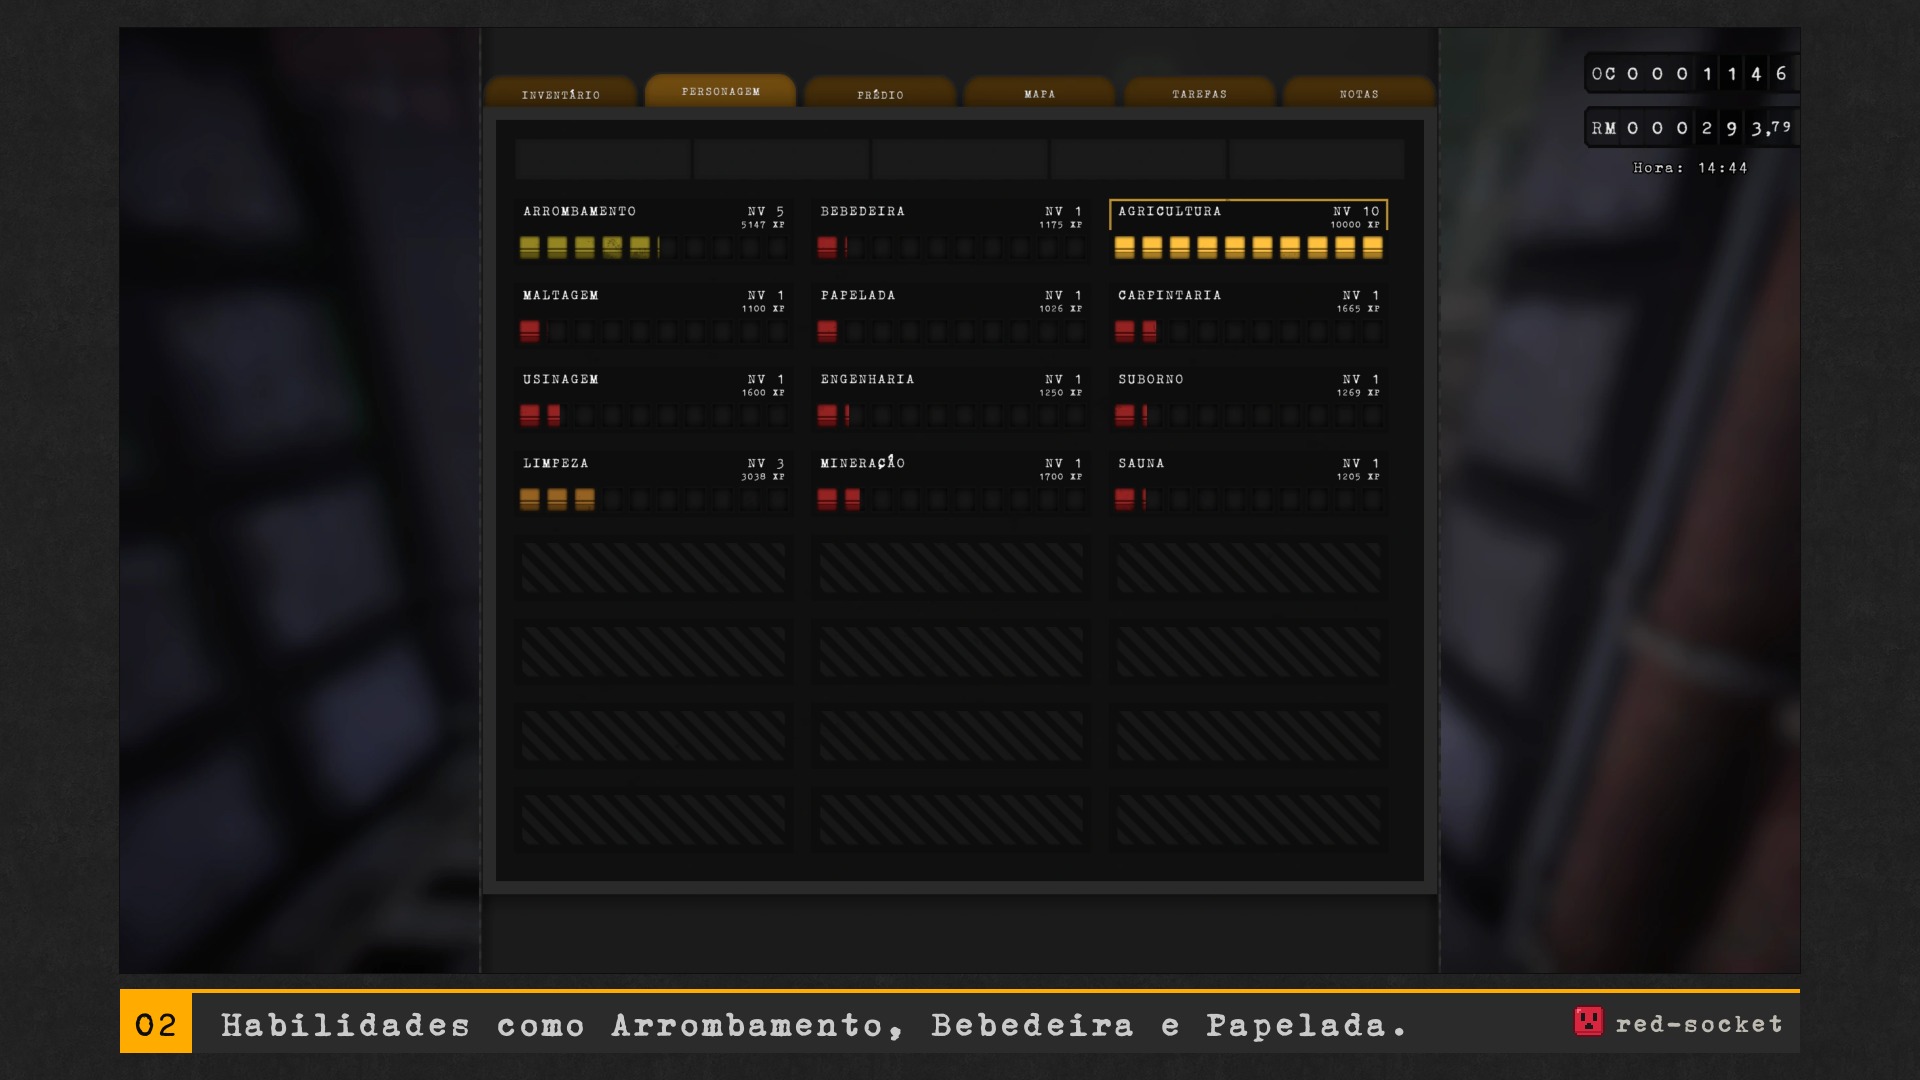 INVENTÁRIO PERSONAGEM PRÉDIO MAPA TAREFAS NOTAS
OC 0 0 0 1 1 4 6
RM 0 0 0 2 9 3,79
Hora: 14:44
ARROMBAMENTO NV 5
5147 XP
BEBEDEIRA NV 1
1175 XP
AGRICULTURA NV 10
10000 XP
MALTAGEM NV 1
1100 XP
PAPELADA NV 1
1026 XP
CARPINTARIA NV 1
1665 XP
USINAGEM NV 1
1600 XP
ENGENHARIA NV 1
1250 XP
SUBORNO NV 1
1269 XP
LIMPEZA NV 3
3038 XP
MINERAÇÃO NV 1
1700 XP
SAUNA NV 1
1205 XP
02 Habilidades como Arrombamento, Bebedeira e Papelada.
red-socket